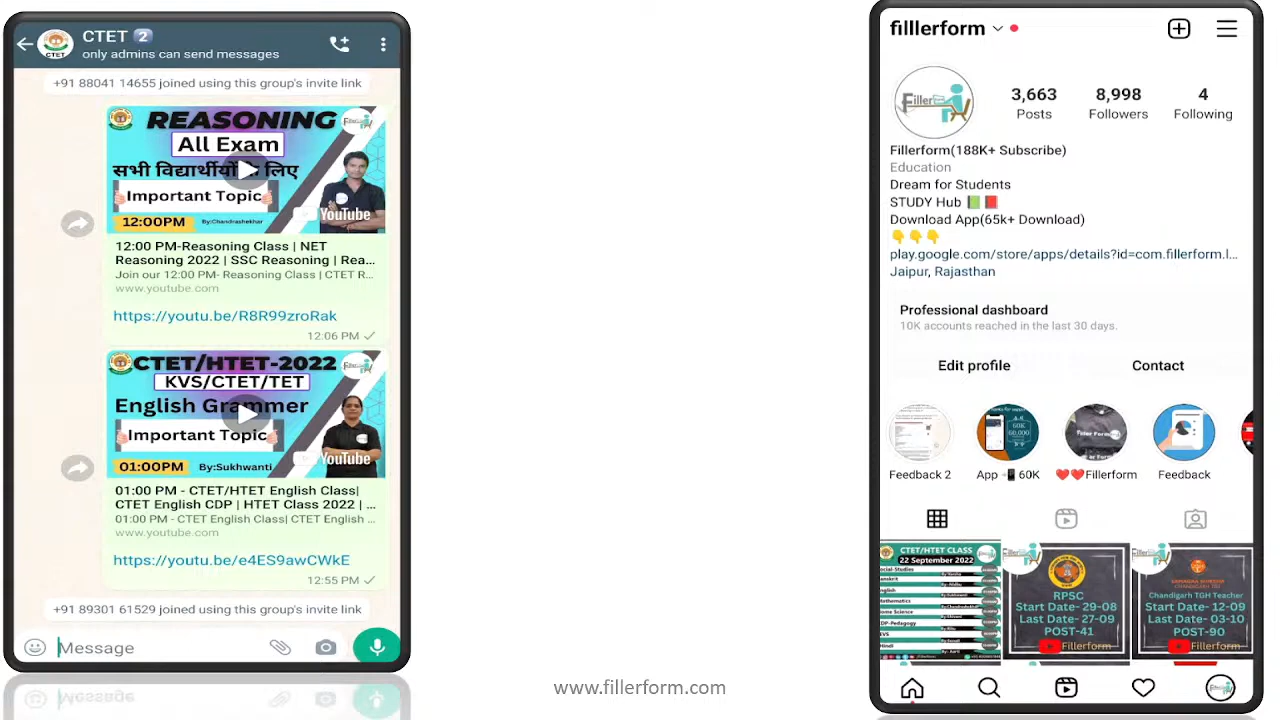 CTET 2
only admins can send messages
+91 88041 14655 joined using this group's invite link
REASONING
All Exam
सभी विद्यार्थीयों के लिए
Important Topic
12:00PM
By:Chandrashekhar
YouTube
12:00 PM-Reasoning Class | NET
Reasoning 2022 | SSC Reasoning | Rea...
Join our 12:00 PM- Reasoning Class | CTET R...
www.youtube.com
https://youtu.be/R8R99zroRak
12:06 PM
CTET/HTET-2022
KVS/CTET/TET
English Grammer
Important Topic
01:00PM
By:Sukhwanti
YouTube
01:00 PM - CTET/HTET English Class|
CTET English CDP | HTET Class 2022 | ...
01:00 PM - CTET English Class| CTET English ...
www.youtube.com
https://youtu.be/e4ES9awCWkE
12:55 PM
+91 89301 61529 joined using this group's invite link
Message
www.fillerform.com
filllerform
3,663 8,998 4
Posts Followers Following
Fillerform(188K+ Subscribe)
Education
Dream for Students
STUDY Hub
Download App(65k+ Download)
play.google.com/store/apps/details?id=com.fillerform.l...
Jaipur, Rajasthan
Professional dashboard
10K accounts reached in the last 30 days.
Edit profile Contact
Feedback 2 App 60K Fillerform Feedback
CTET/HTET CLASS
22 September 2022
RPSC
Start Date- 29-08
Last Date- 27-09
POST-41
Fillerform
Chandigarh TGH Teacher
Start Date- 12-09
Last Date- 03-10
POST-90
Fillerform